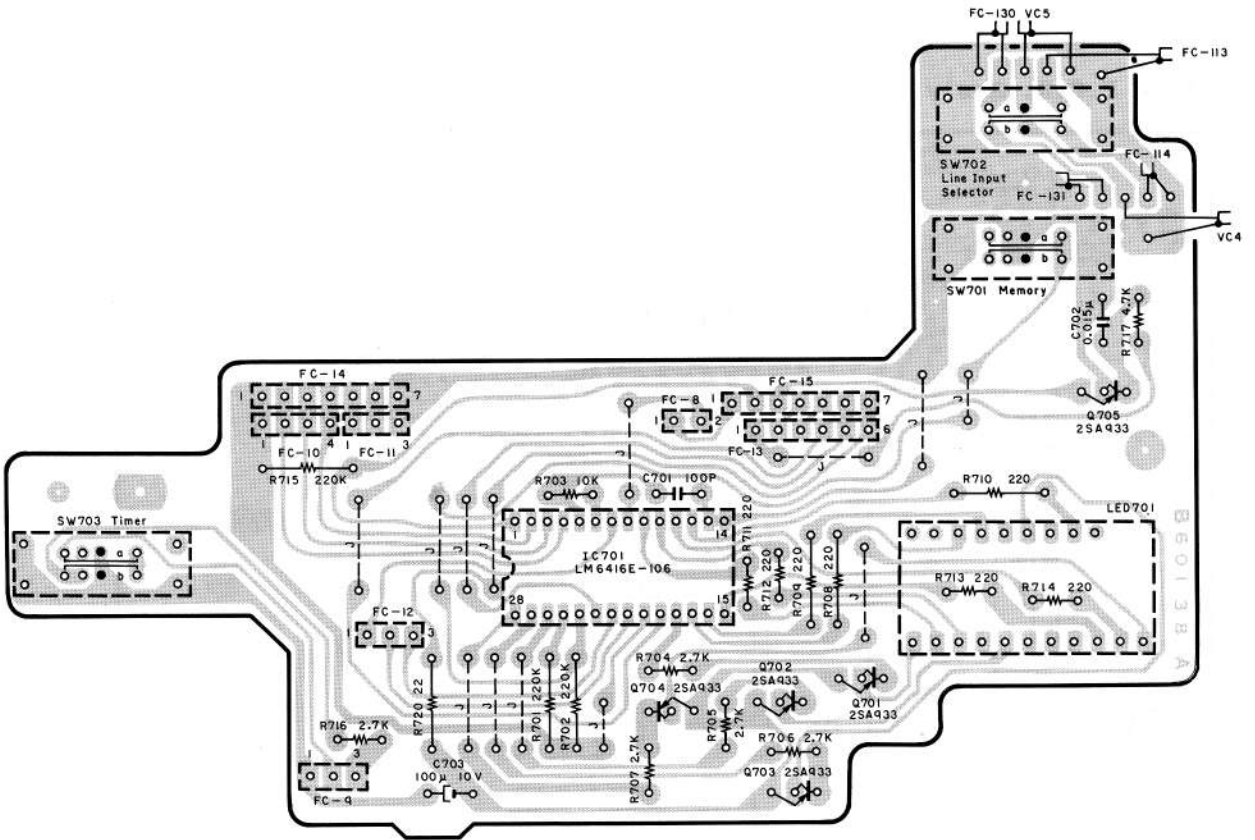 FC-130 VC5
FC-113
a
b
SW702
Line Input
Selector
FC-114
FC-131
VC4
a
b
SW701 Memory
C702
0.015μ
R717 4.7K
Q705
2SA933
FC-14
1 7
1 4 1 3
FC-10 FC-11
R715 220K
FC-8
1 2
FC-15
1 7
1 6
FC-13
J
J
J
J
SW703 Timer
a
b
J
J
J
J
R703 10K
C701 100P
1 14
IC701
LM6416E-106
28 15
R711 220
R712 220
R709 220
R708 220
J
R710 220
LED701
R713 220
R714 220
B6013B A
FC-12
1 3
R720 22
J
J
J
R701 220K
R702 220K
J
R704 2.7K
Q704 2SA933
R705
2.7K
Q702
2SA933
Q701
2SA933
R706 2.7K
Q703 2SA933
R707 2.7K
R716 2.7K
1 3
FC-9
C703
100μ 10V